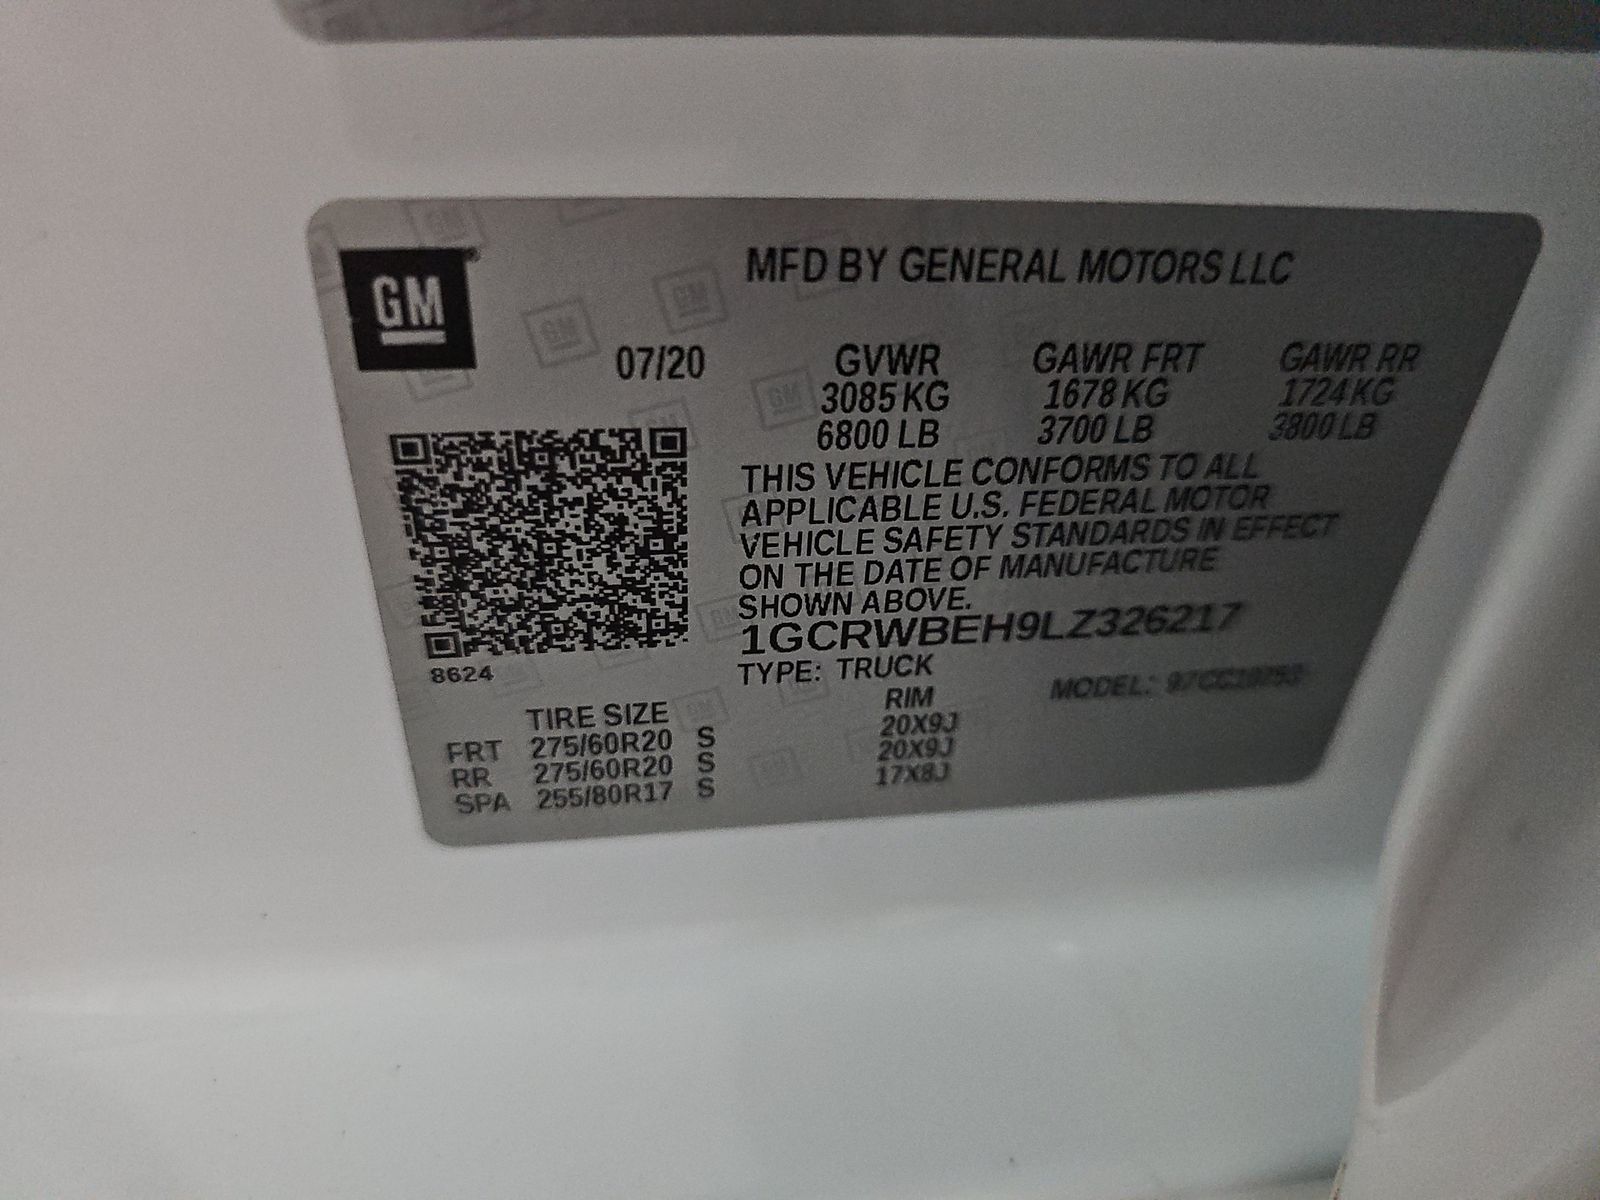 GM
MFD BY GENERAL MOTORS LLC
07/20 GVWR GAWR FRT GAWR RR
3085 KG 1678 KG 1724 KG
6800 LB 3700 LB 3800 LB
THIS VEHICLE CONFORMS TO ALL
APPLICABLE U.S. FEDERAL MOTOR
VEHICLE SAFETY STANDARDS IN EFFECT
ON THE DATE OF MANUFACTURE
SHOWN ABOVE.
1GCRWBEH9LZ326217
8624
TYPE: TRUCK
MODEL:
TIRE SIZE RIM
FRT 275/60R20 S 20X9J
RR 275/60R20 S 20X9J
SPA 255/80R17 S 17X8J